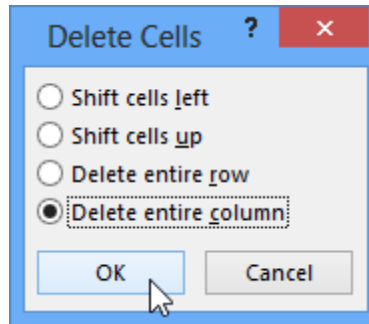 Delete Cells ? ×
Shift cells left
Shift cells up
Delete entire row
Delete entire column
OK Cancel